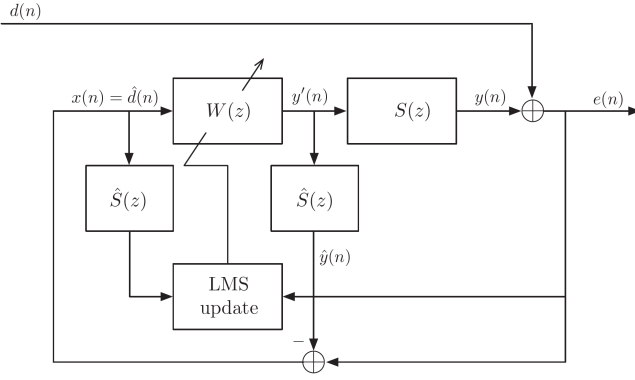 d(n)
x(n) = d̂(n)
W(z)
y′(n)
S(z)
y(n)
e(n)
Ŝ(z)
Ŝ(z)
ŷ(n)
LMS
update
−